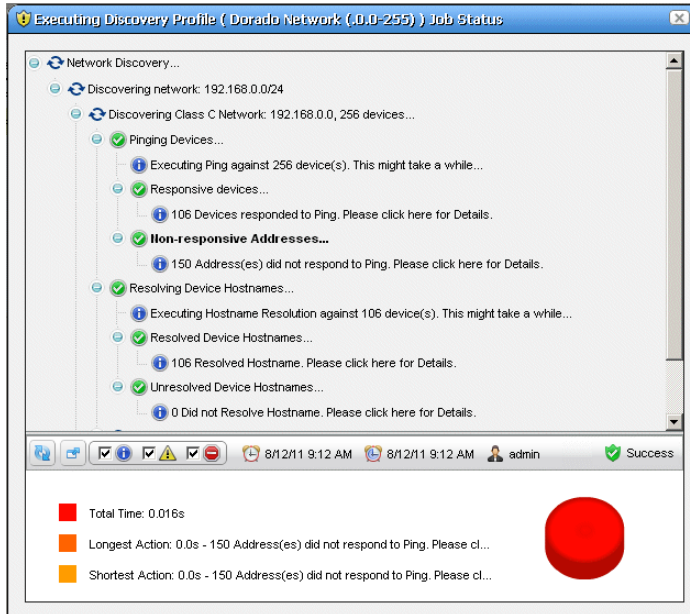 Executing Discovery Profile ( Dorado Network (.0.0-255) ) Job Status
Network Discovery...
Discovering network: 192.168.0.0/24
Discovering Class C Network: 192.168.0.0, 256 devices...
Pinging Devices...
Executing Ping against 256 device(s). This might take a while...
Responsive devices...
106 Devices responded to Ping. Please click here for Details.
Non-responsive Addresses...
150 Address(es) did not respond to Ping. Please click here for Details.
Resolving Device Hostnames...
Executing Hostname Resolution against 106 device(s). This might take a while...
Resolved Device Hostnames...
106 Resolved Hostname. Please click here for Details.
Unresolved Device Hostnames...
0 Did not Resolve Hostname. Please click here for Details.
8/12/11 9:12 AM 8/12/11 9:12 AM admin Success
Total Time: 0.016s
Longest Action: 0.0s - 150 Address(es) did not respond to Ping. Please cl...
Shortest Action: 0.0s - 150 Address(es) did not respond to Ping. Please cl...